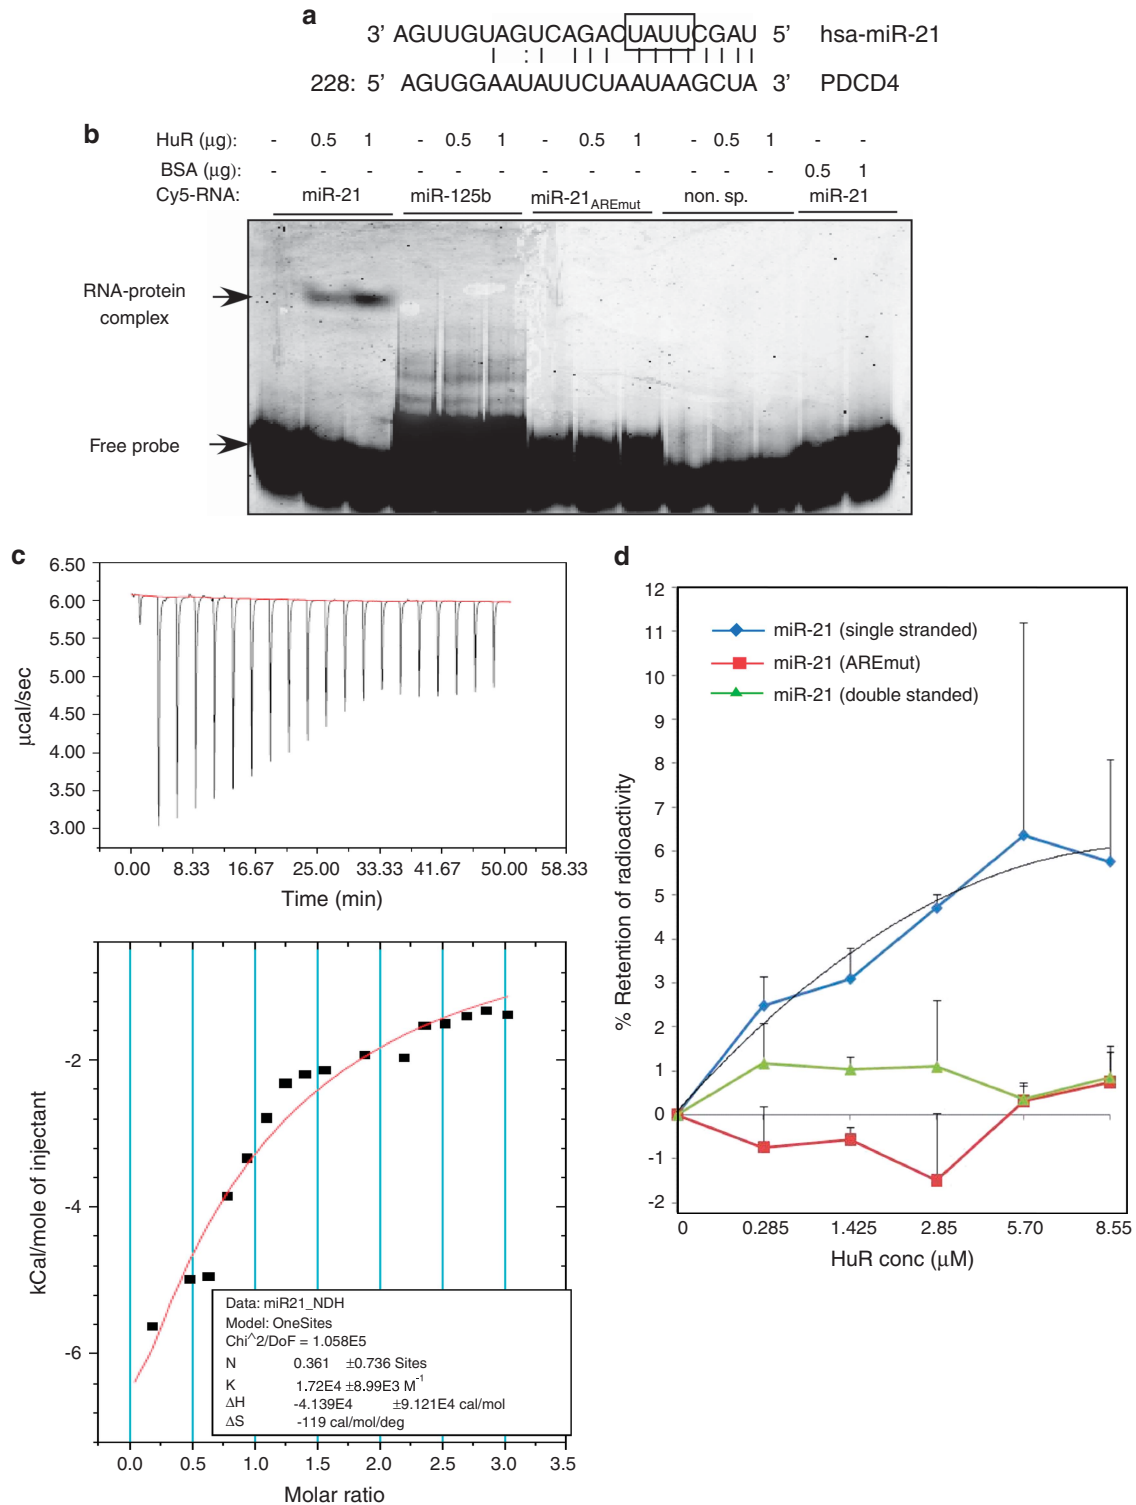 a
3’ AGUUGUAGUCAGACUAUUCGAU 5’ hsa-miR-21
228: 5’ AGUGGAAUAUUCUAAUAAGCUA 3’ PDCD4
b
HuR (μg): - 0.5 1 - 0.5 1 - 0.5 1 - 0.5 1 - -
BSA (μg): - - - - - - - - - - - - 0.5 1
Cy5-RNA: miR-21 miR-125b miR-21AREmut non. sp. miR-21
RNA-protein
complex
Free probe
c
6.50
6.00
5.50
5.00
4.50
4.00
3.50
3.00
μcal/sec
0.00 8.33 16.67 25.00 33.33 41.67 50.00 58.33
Time (min)
-2
-4
-6
kCal/mole of injectant
Data: miR21_NDH
Model: OneSites
Chi^2/DoF = 1.058E5
N 0.361 ±0.736 Sites
K 1.72E4 ±8.99E3 M-1
ΔH -4.139E4 ±9.121E4 cal/mol
ΔS -119 cal/mol/deg
0.0 0.5 1.0 1.5 2.0 2.5 3.0 3.5
Molar ratio
d
12
11
10
9
8
7
6
5
4
3
2
1
0
-1
-2
% Retention of radioactivity
miR-21 (single stranded)
miR-21 (AREmut)
miR-21 (double standed)
0 0.285 1.425 2.85 5.70 8.55
HuR conc (μM)